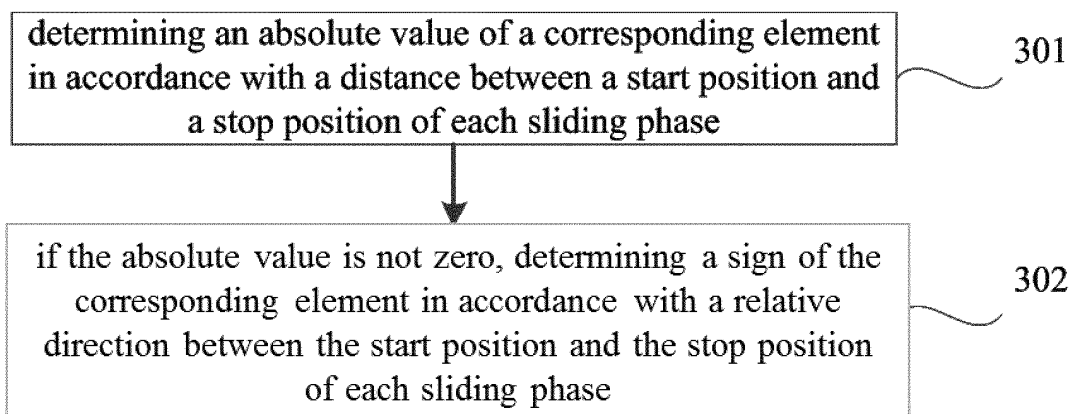 determining an absolute value of a corresponding element
in accordance with a distance between a start position and
a stop position of each sliding phase
301
if the absolute value is not zero, determining a sign of the
corresponding element in accordance with a relative
direction between the start position and the stop position
of each sliding phase
302